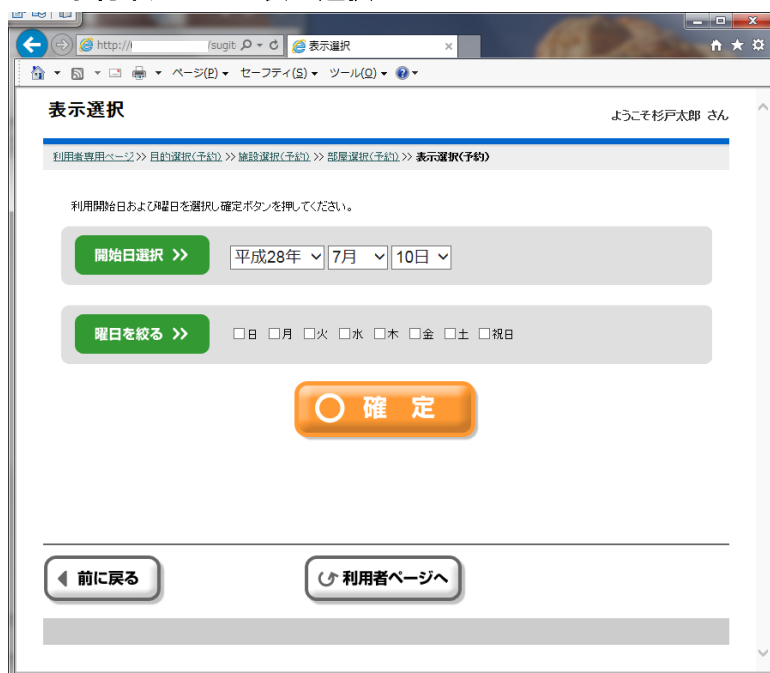 http:// /sugit
表示選択
ページ(P) セーフティ(S) ツール(O)
表示選択
ようこそ杉戸太郎 さん
利用者専用ページ>> 目的選択(予約) >> 施設選択(予約) >> 部屋選択(予約) >> 表示選択(予約)
利用開始日および曜日を選択し確定ボタンを押してください。
開始日選択 >> 平成28年 7月 10日
曜日を絞る >> 日 月 火 水 木 金 土 祝日
確 定
前に戻る 利用者ページへ